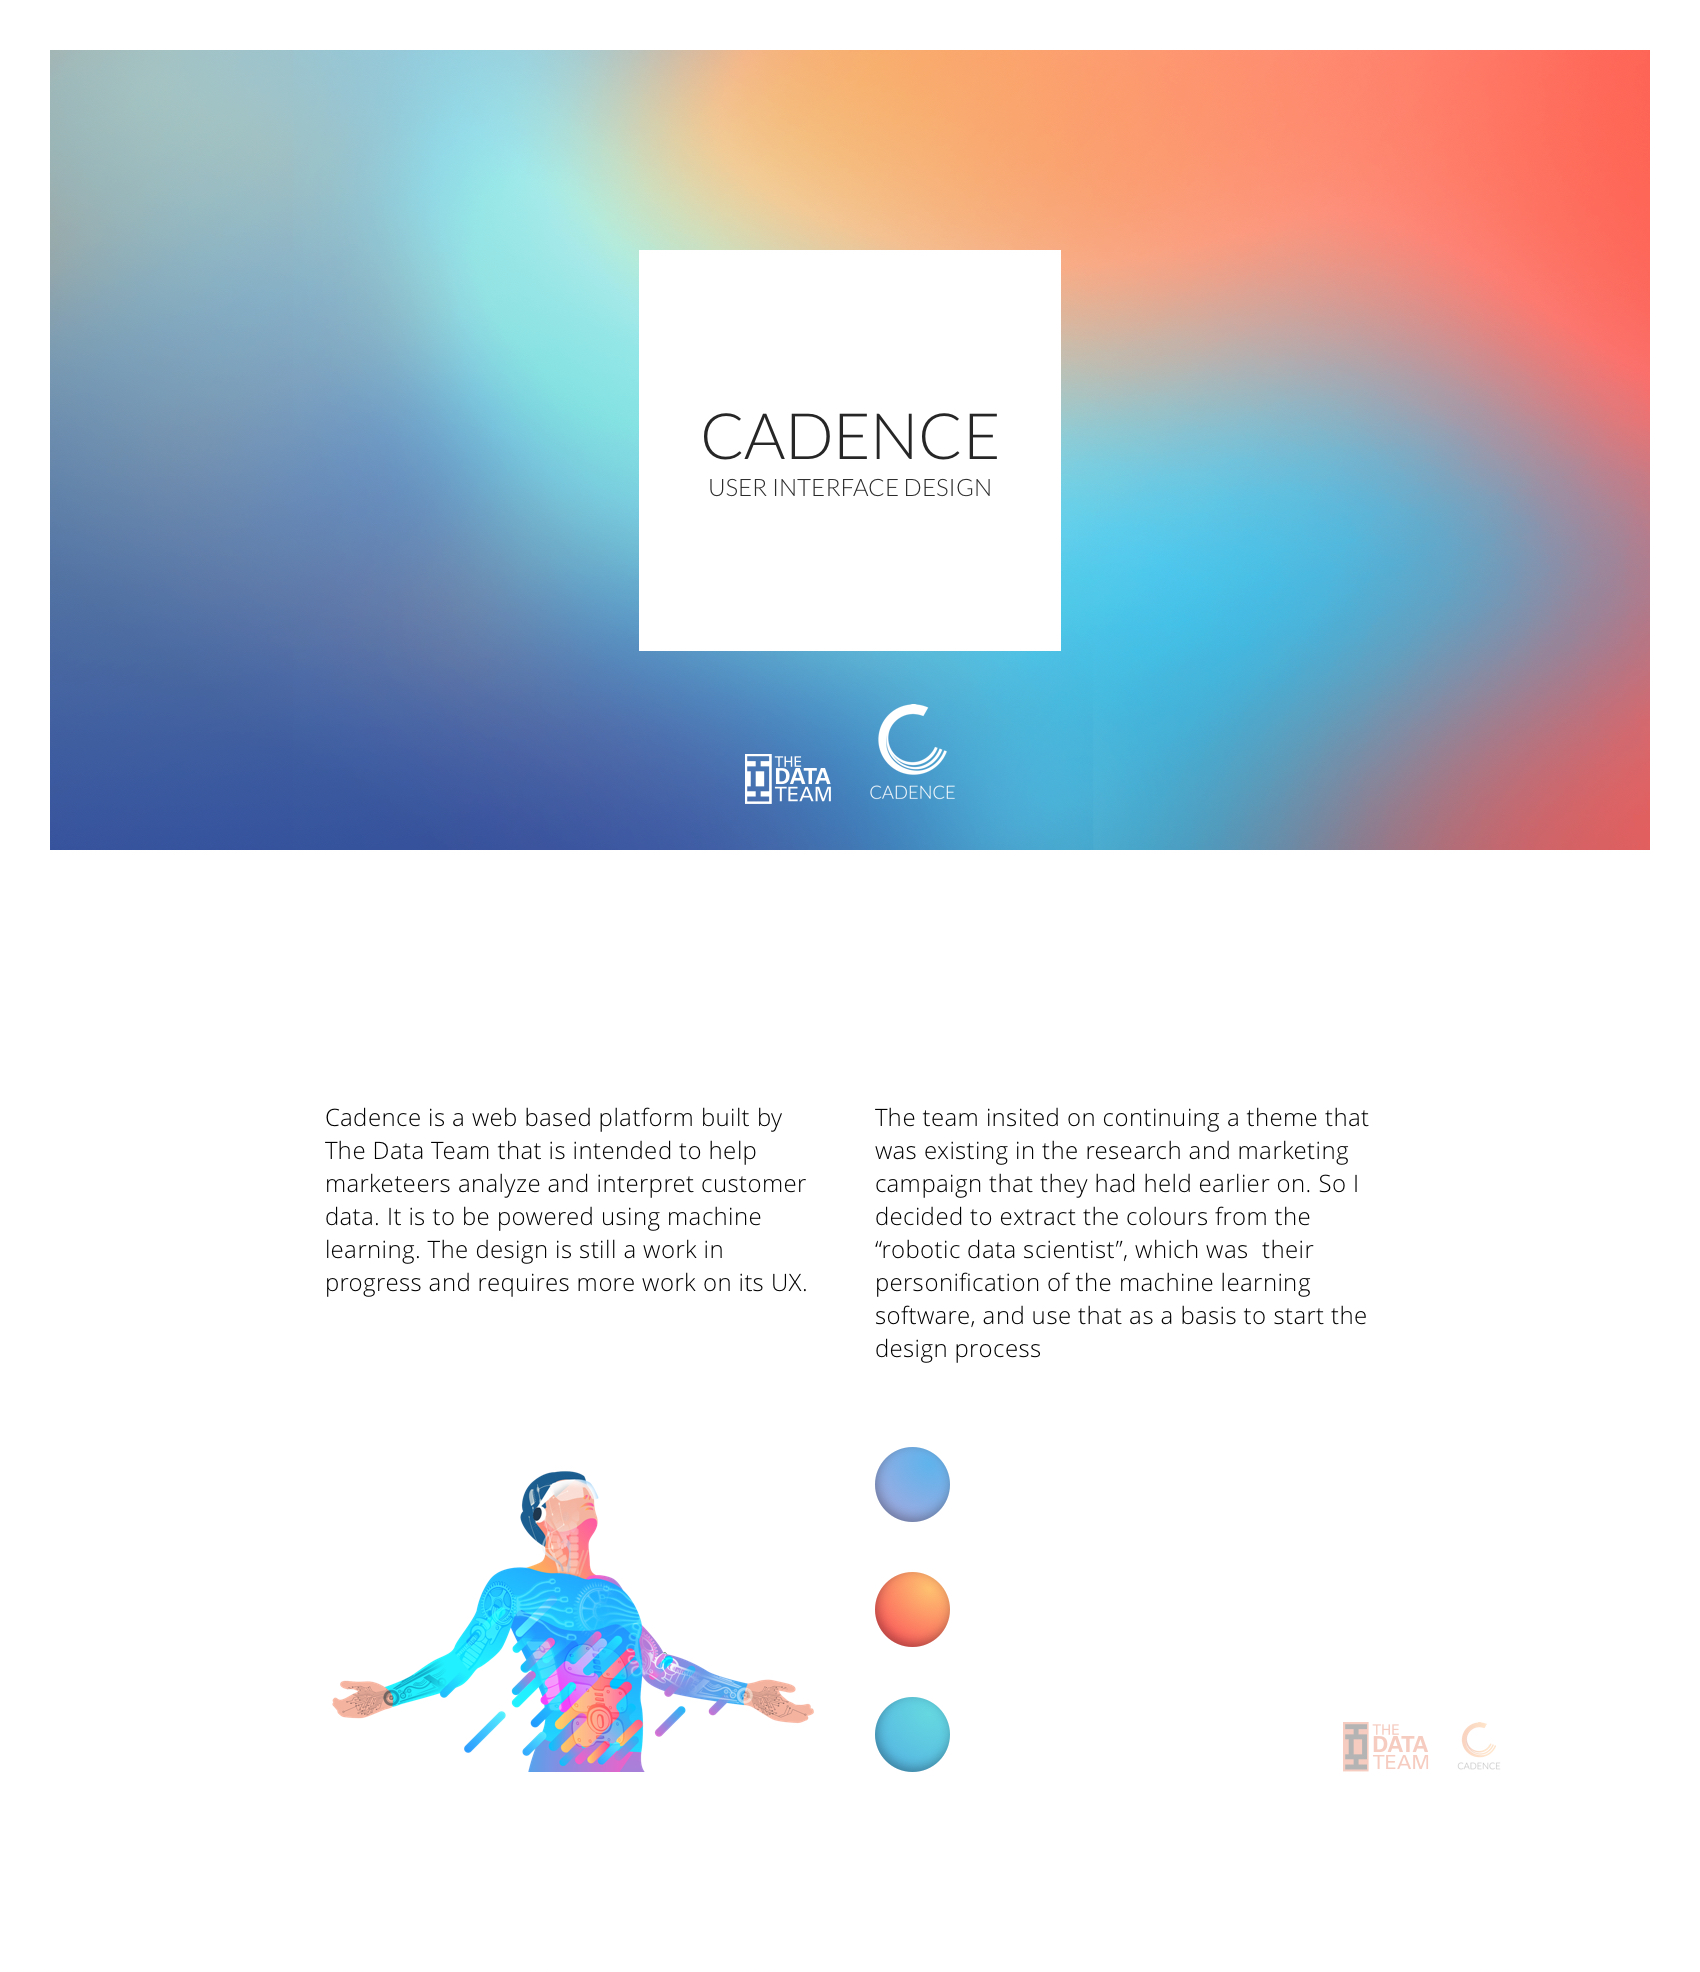 CADENCE
USER INTERFACE DESIGN
THE
DATA
TEAM
CADENCE
Cadence is a web based platform built by
The Data Team that is intended to help
marketeers analyze and interpret customer
data. It is to be powered using machine
learning. The design is still a work in
progress and requires more work on its UX.
The team insited on continuing a theme that
was existing in the research and marketing
campaign that they had held earlier on. So I
decided to extract the colours from the
“robotic data scientist”, which was  their
personification of the machine learning
software, and use that as a basis to start the
design process
THE
DATA
TEAM
CADENCE